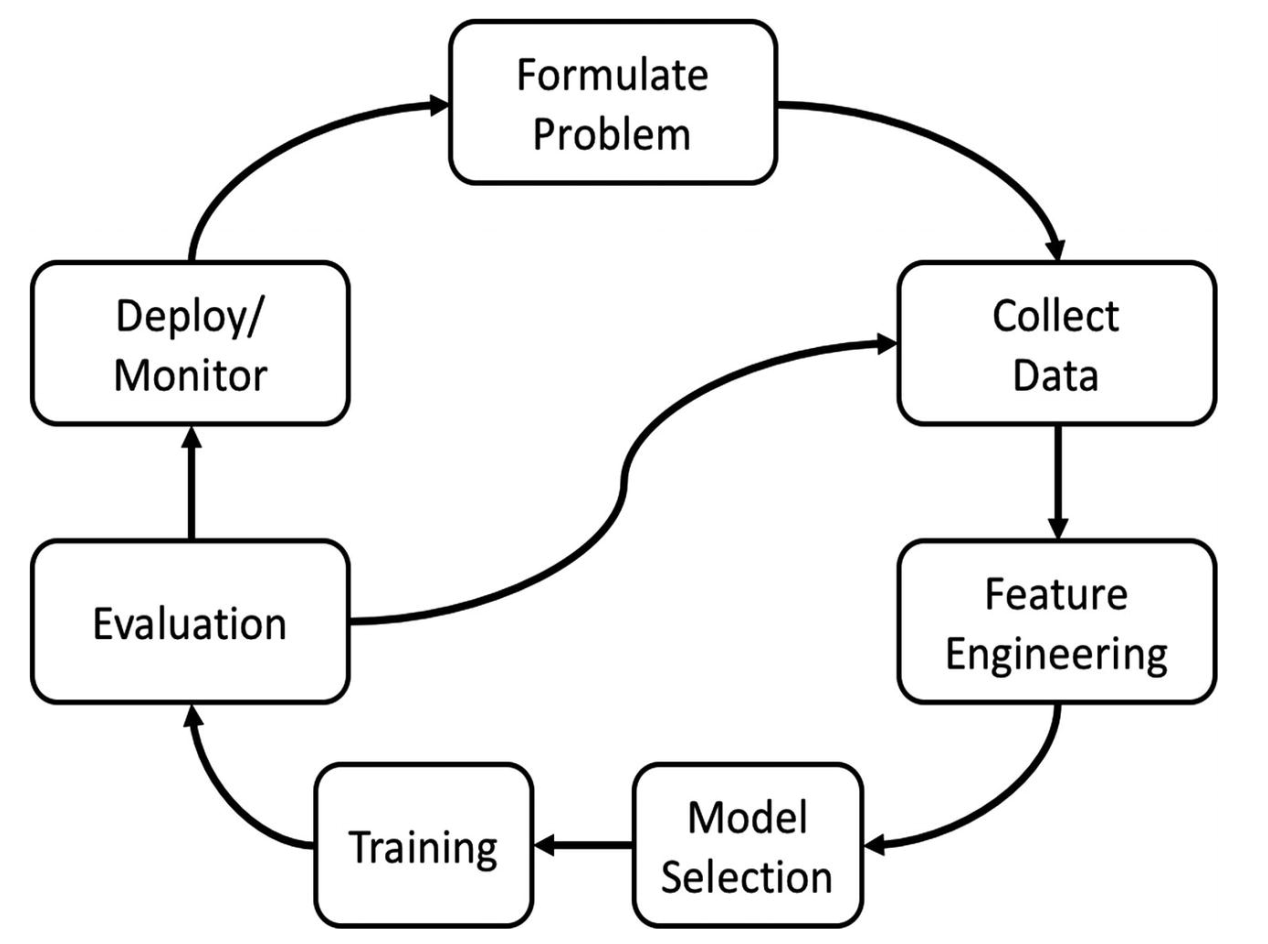 Formulate
Problem
Collect
Data
Feature
Engineering
Model
Selection
Training
Evaluation
Deploy/
Monitor